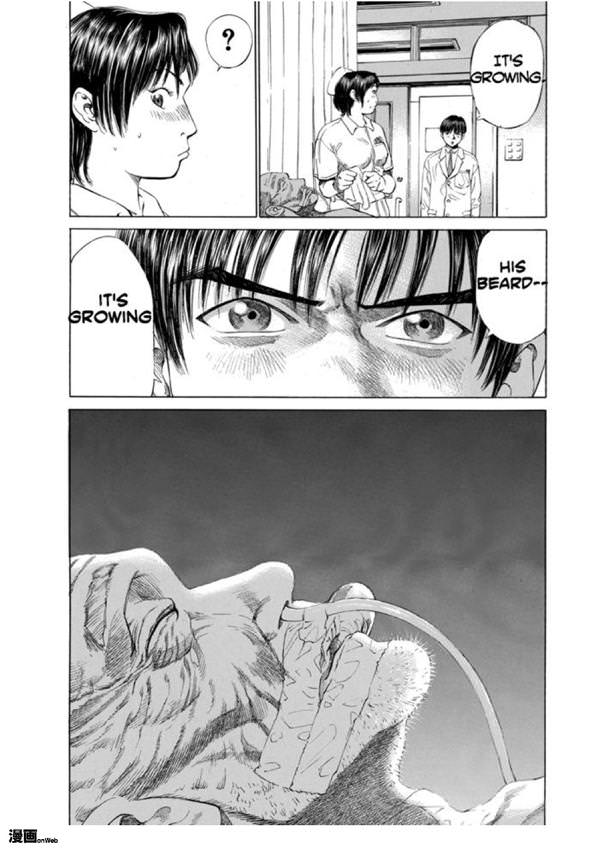 IT'S
GROWING.
?
HIS
BEARD--
IT'S
GROWING
漫画onWeb